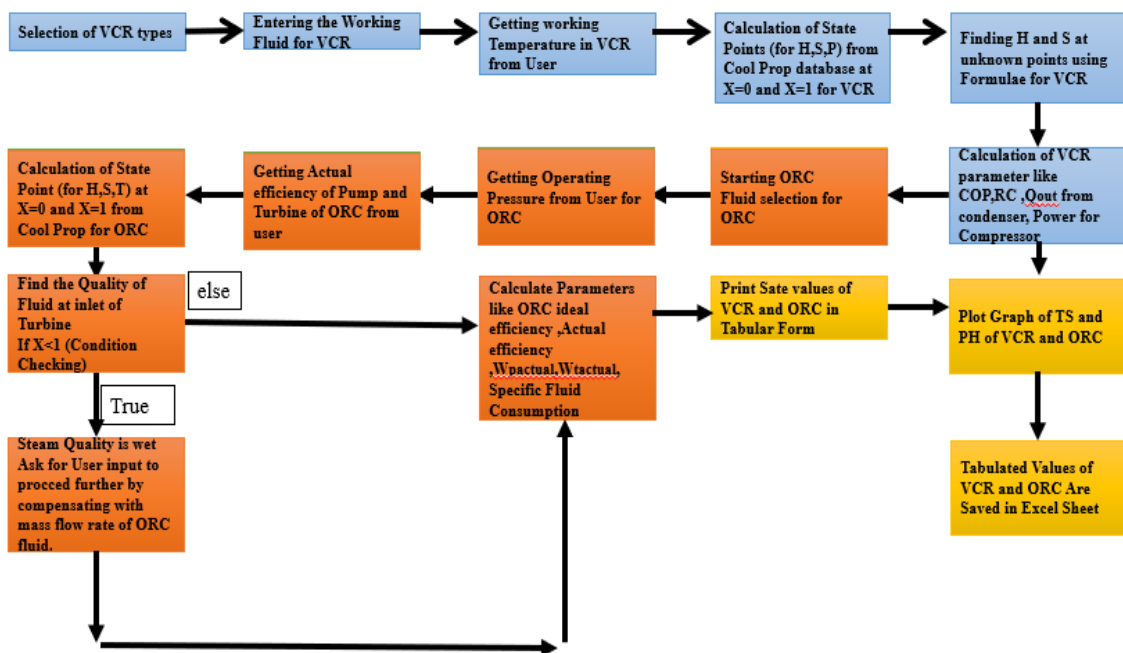 Selection of VCR types
Entering the Working
Fluid for VCR
Getting working
Temperature in VCR
from User
Calculation of State
Points (for H,S,P) from
Cool Prop database at
X=0 and X=1 for VCR
Finding H and S at
unknown points using
Formulae for VCR
Calculation of VCR
parameter like
COP,RC ,Qout from
condenser, Power for
Compressor
Starting ORC
Fluid selection for
ORC
Getting Operating
Pressure from User for
ORC
Getting Actual
efficiency of Pump and
Turbine of ORC from
user
Calculation of State
Point (for H,S,T) at
X=0 and X=1 from
Cool Prop for ORC
Find the Quality of
Fluid at inlet of
Turbine
If X<1 (Condition
Checking)
else
True
Steam Quality is wet
Ask for User input to
procced further by
compensating with
mass flow rate of ORC
fluid.
Calculate Parameters
like ORC ideal
efficiency ,Actual
efficiency
,Wpactual,Wtactual,
Specific Fluid
Consumption
Print Sate values of
VCR and ORC in
Tabular Form
Plot Graph of TS and
PH of VCR and ORC
Tabulated Values of
VCR and ORC Are
Saved in Excel Sheet